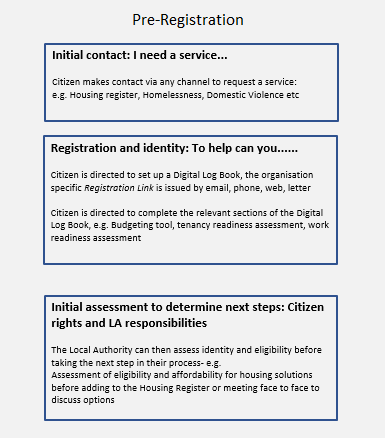 Pre-Registration
Initial contact: I need a service...
Citizen makes contact via any channel to request a service:
e.g. Housing register, Homelessness, Domestic Violence etc
Registration and identity: To help can you......
Citizen is directed to set up a Digital Log Book, the organisation
specific Registration Link is issued by email, phone, web, letter
Citizen is directed to complete the relevant sections of the Digital
Log Book, e.g. Budgeting tool, tenancy readiness assessment, work
readiness assessment
Initial assessment to determine next steps: Citizen
rights and LA responsibilities
The Local Authority can then assess identity and eligibility before
taking the next step in their process- e.g.
Assessment of eligibility and affordability for housing solutions
before adding to the Housing Register or meeting face to face to
discuss options